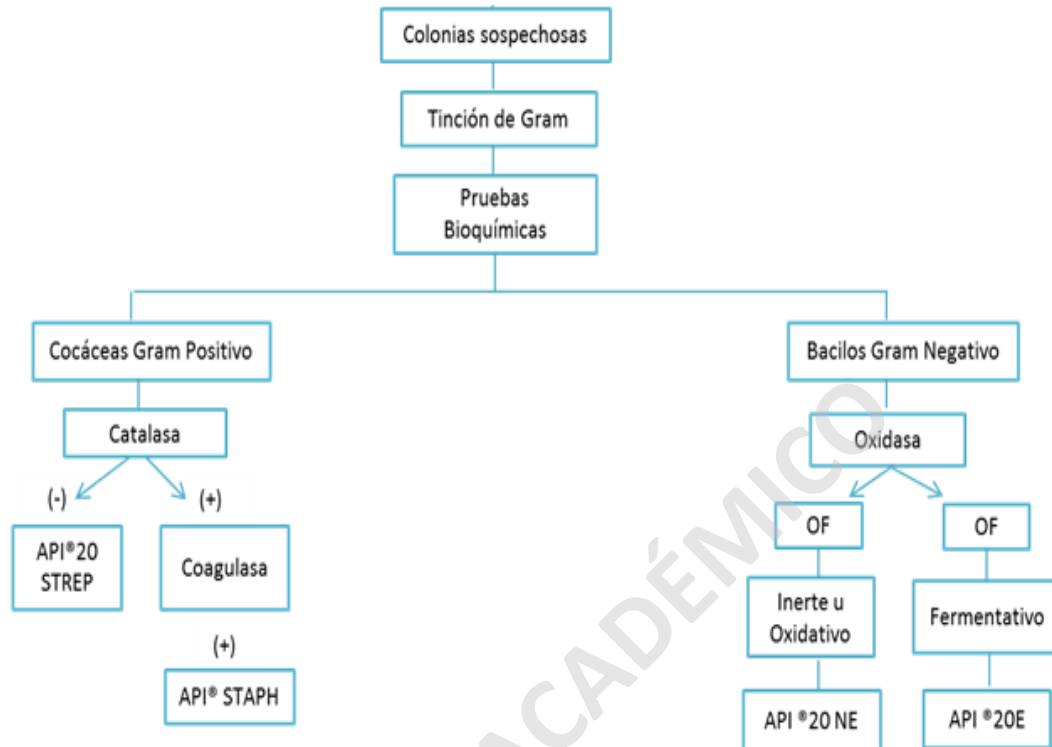 Colonias sospechosas
Tinción de Gram
Pruebas
Bioquímicas
Cocáceas Gram Positivo
Bacilos Gram Negativo
Catalasa
Oxidasa
(-)
(+)
API®20
STREP
Coagulasa
OF
OF
Inerte u
Oxidativo
Fermentativo
(+)
API® STAPH
API ®20 NE
API ®20E
ACADÉMICO